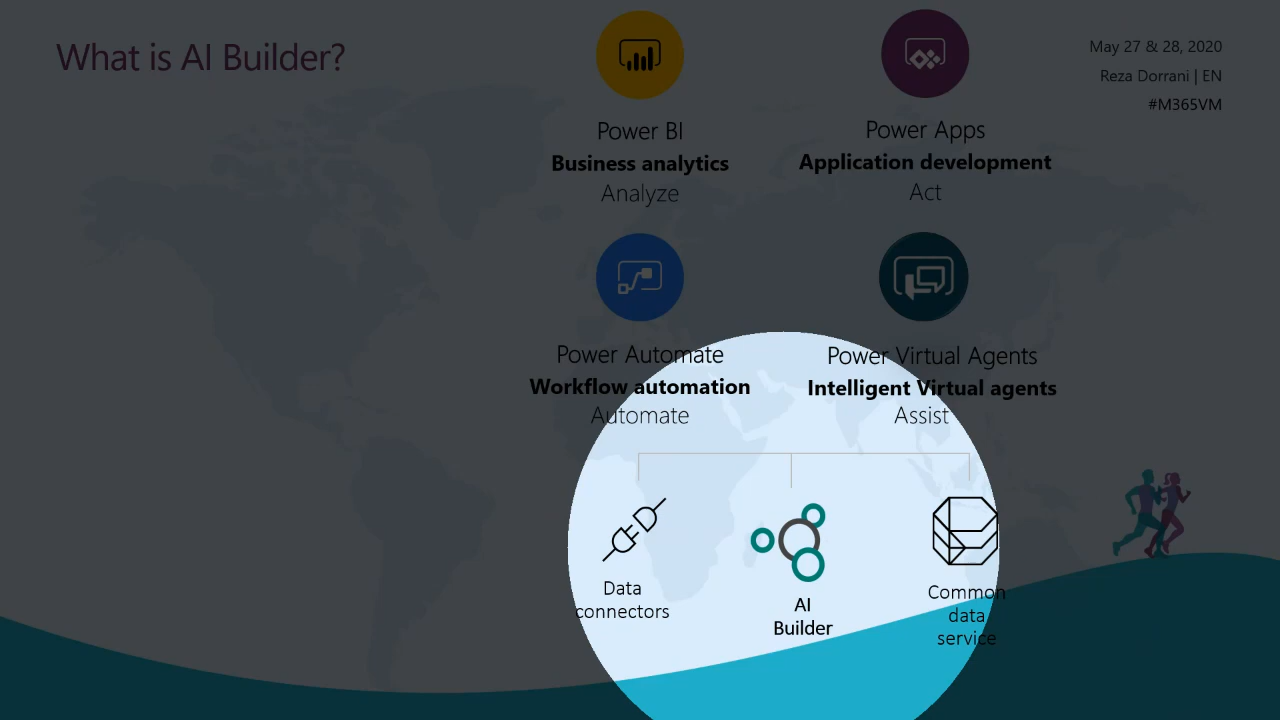 What is AI Builder?
May 27 & 28, 2020
Reza Dorrani | EN
#M365VM
Power BI
Business analytics
Analyze
Power Apps
Application development
Act
Power Automate
Workflow automation
Automate
Power Virtual Agents
Intelligent Virtual agents
Assist
Data
connectors
AI
Builder
Common
data
service